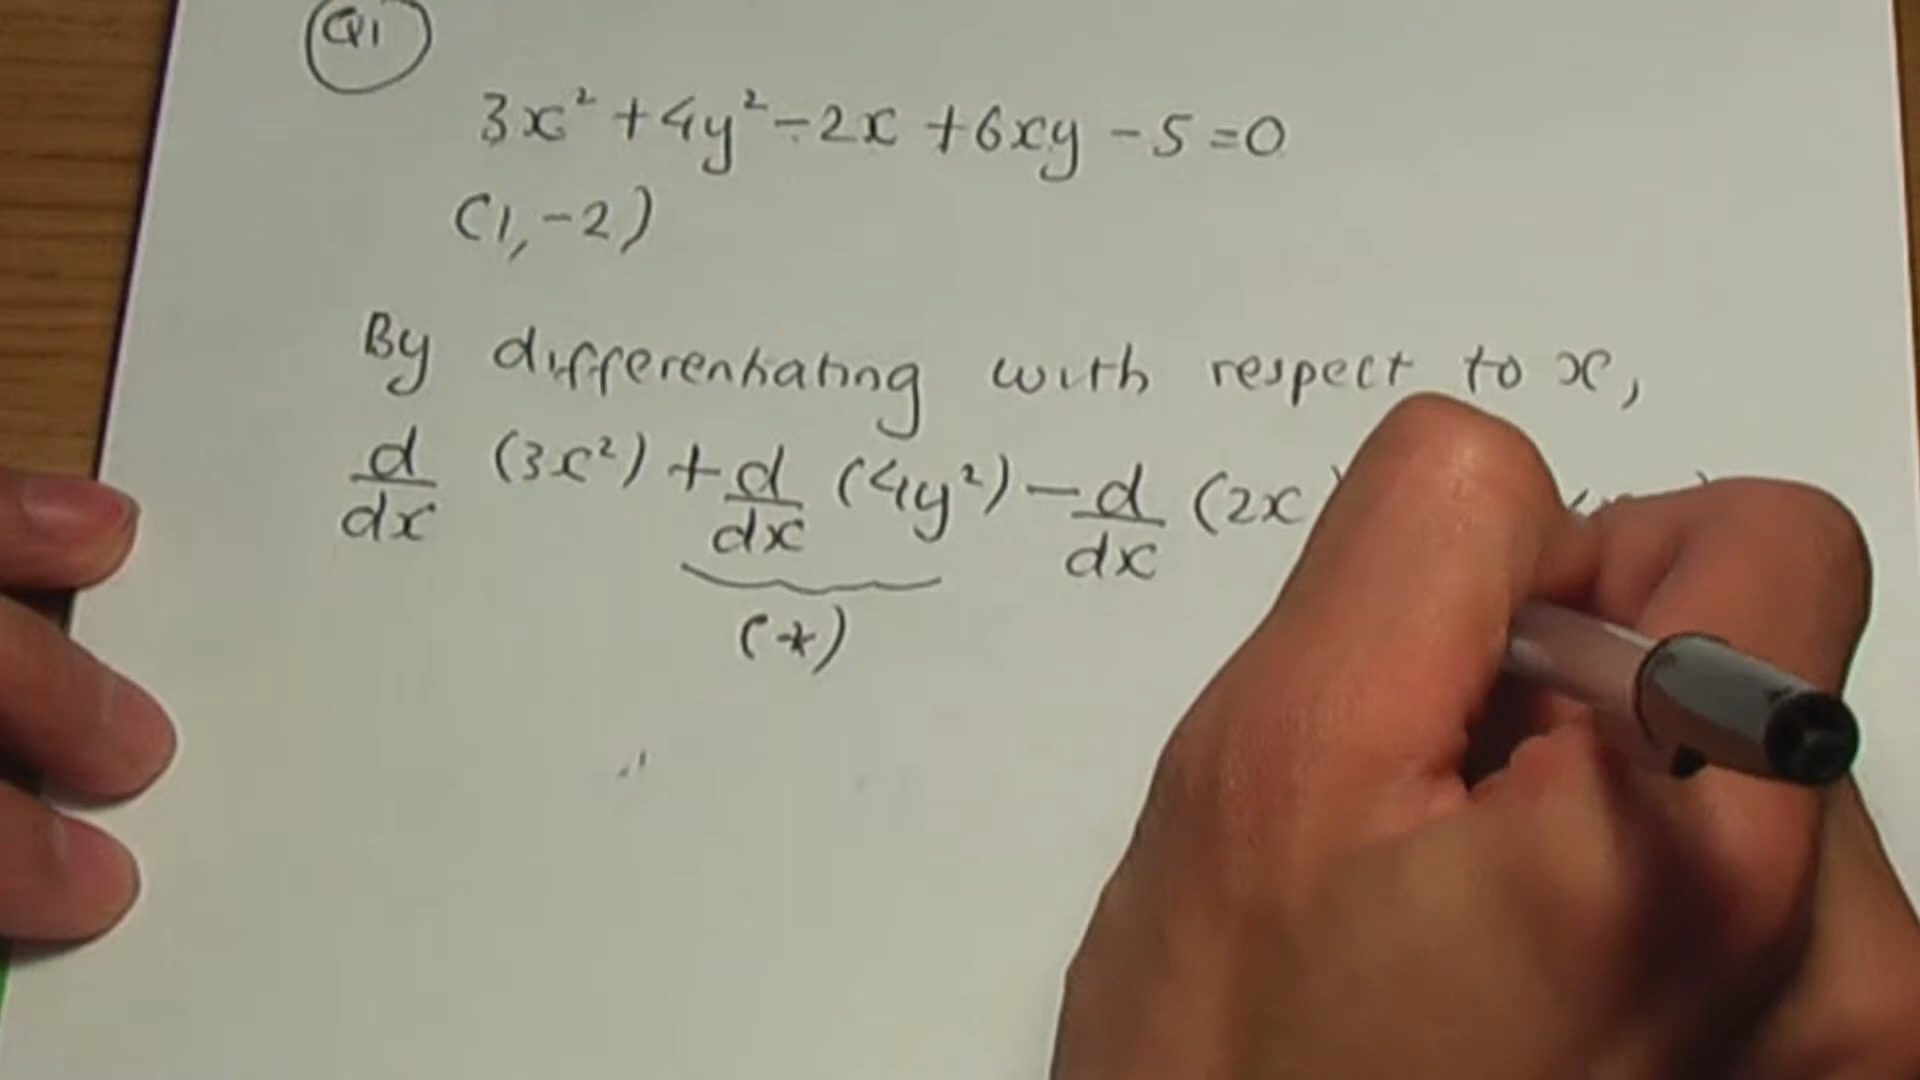 Q1
3x² + 4y² - 2x + 6xy - 5 = 0
(1, -2)
By differentiating with respect to x,
d/dx (3x²) + d/dx (4y²) - d/dx (2x
(*)